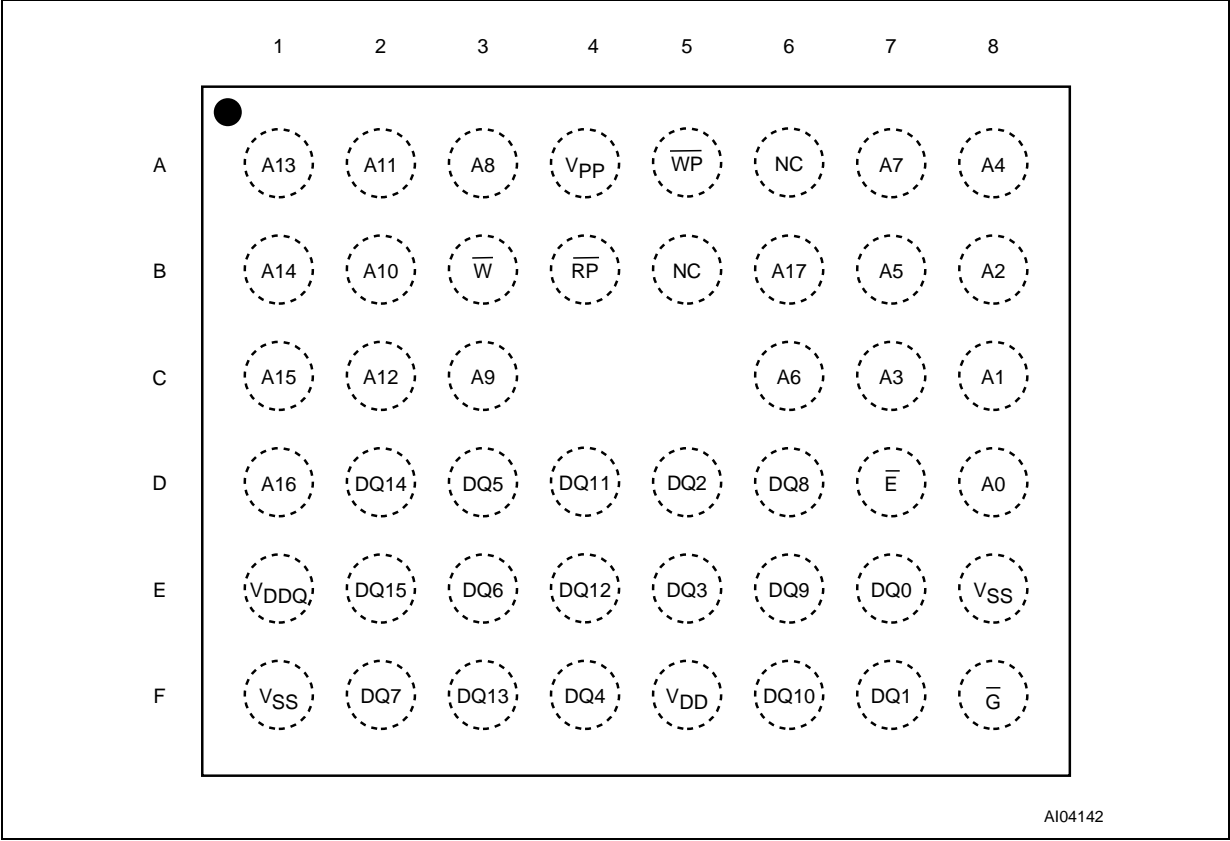 1 2 3 4 5 6 7 8
A A13 A11 A8 VPP W̅P̅ NC A7 A4
B A14 A10 W̅ R̅P̅ NC A17 A5 A2
C A15 A12 A9 A6 A3 A1
D A16 DQ14 DQ5 DQ11 DQ2 DQ8 E̅ A0
E VDDQ DQ15 DQ6 DQ12 DQ3 DQ9 DQ0 VSS
F VSS DQ7 DQ13 DQ4 VDD DQ10 DQ1 G̅
AI04142